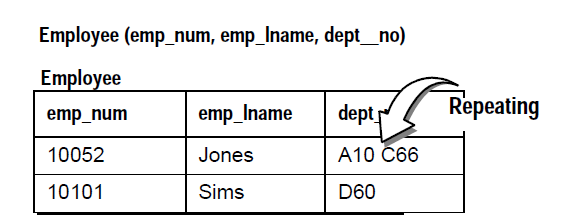 Employee (emp_num, emp_lname, dept__no)
Employee
emp_num emp_lname dept_
Repeating
10052 Jones A10 C66
10101 Sims D60